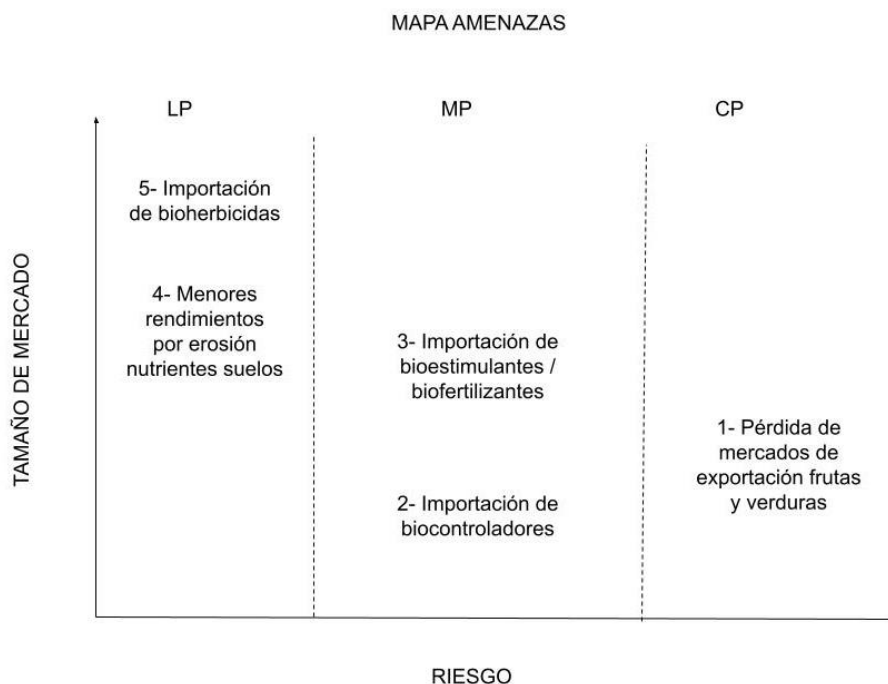 MAPA AMENAZAS
LP
MP
CP
5- Importación
de bioherbicidas
4- Menores
rendimientos
por erosión
nutrientes suelos
3- Importación de
bioestimulantes /
biofertilizantes
2- Importación de
biocontroladores
1- Pérdida de
mercados de
exportación frutas
y verduras
TAMAÑO DE MERCADO
RIESGO